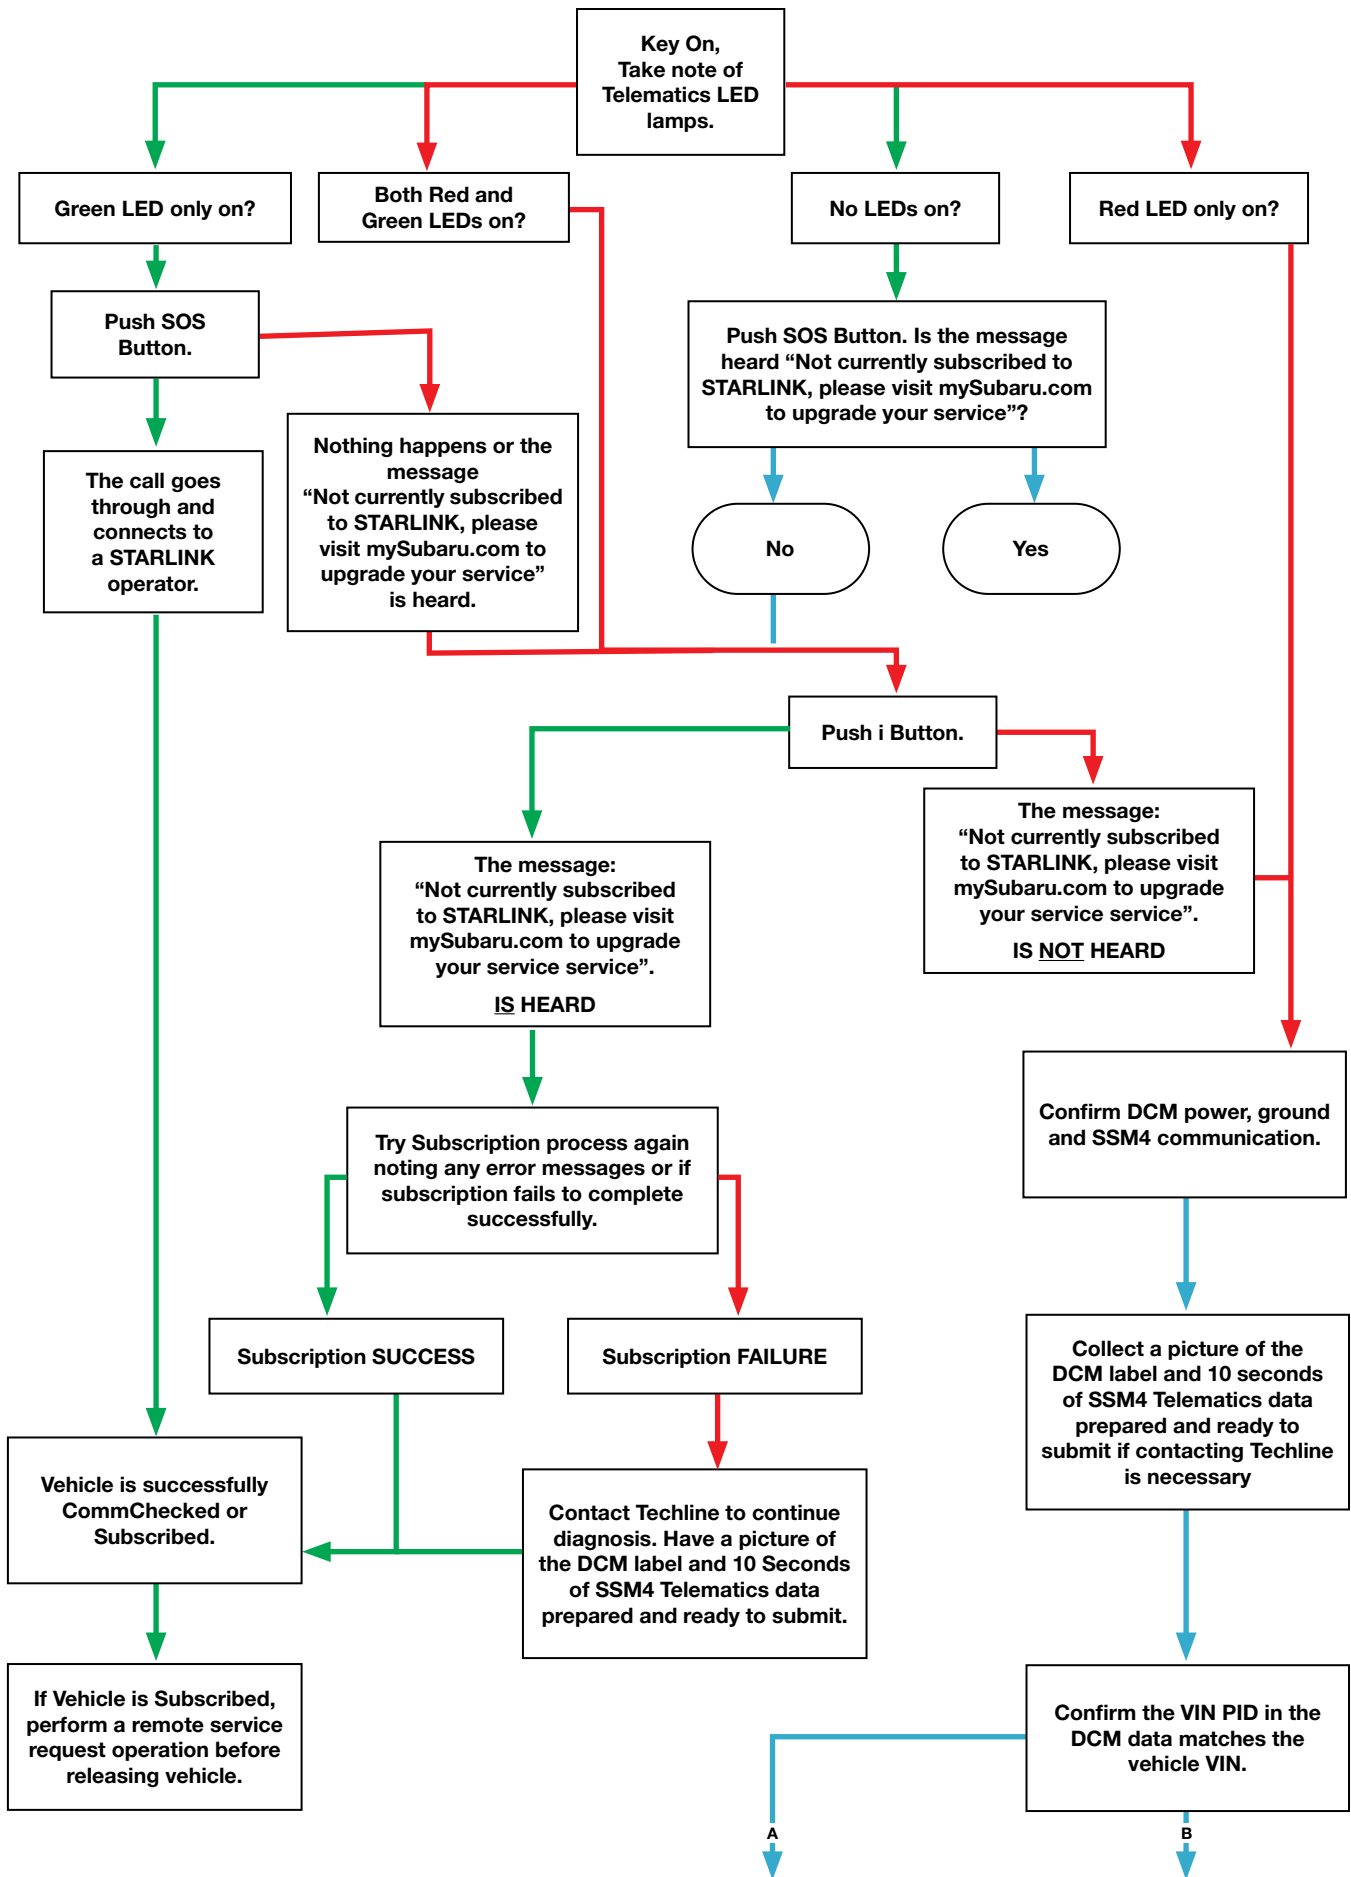 Key On,
Take note of
Telematics LED
lamps.
Green LED only on?
Both Red and
Green LEDs on?
No LEDs on?
Red LED only on?
Push SOS
Button.
Push SOS Button. Is the message
heard “Not currently subscribed to
STARLINK, please visit mySubaru.com
to upgrade your service”?
The call goes
through and
connects to
a STARLINK
operator.
Nothing happens or the
message
“Not currently subscribed
to STARLINK, please
visit mySubaru.com to
upgrade your service”
is heard.
No
Yes
Push i Button.
The message:
“Not currently subscribed
to STARLINK, please visit
mySubaru.com to upgrade
your service service”.
IS HEARD
The message:
“Not currently subscribed
to STARLINK, please visit
mySubaru.com to upgrade
your service service”.
IS NOT HEARD
Try Subscription process again
noting any error messages or if
subscription fails to complete
successfully.
Confirm DCM power, ground
and SSM4 communication.
Subscription SUCCESS
Subscription FAILURE
Collect a picture of the
DCM label and 10 seconds
of SSM4 Telematics data
prepared and ready to
submit if contacting Techline
is necessary
Vehicle is successfully
CommChecked or
Subscribed.
Contact Techline to continue
diagnosis. Have a picture of
the DCM label and 10 Seconds
of SSM4 Telematics data
prepared and ready to submit.
If Vehicle is Subscribed,
perform a remote service
request operation before
releasing vehicle.
Confirm the VIN PID in the
DCM data matches the
vehicle VIN.
A
B